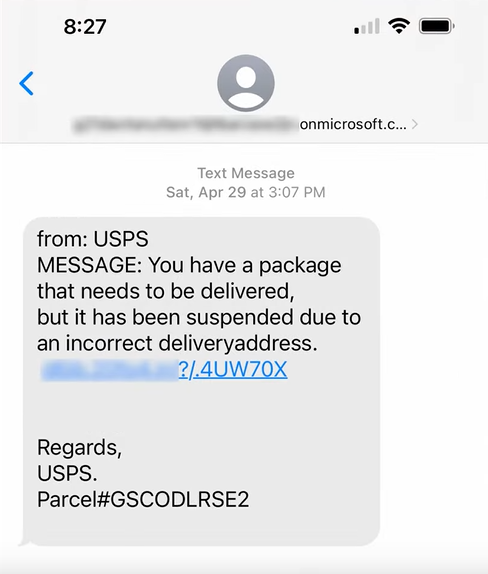 8:27
onmicrosoft.c...
Text Message
Sat, Apr 29 at 3:07 PM
from: USPS
MESSAGE: You have a package
that needs to be delivered,
but it has been suspended due to
an incorrect deliveryaddress.
?/.4UW70X
Regards,
USPS.
Parcel#GSCODLRSE2